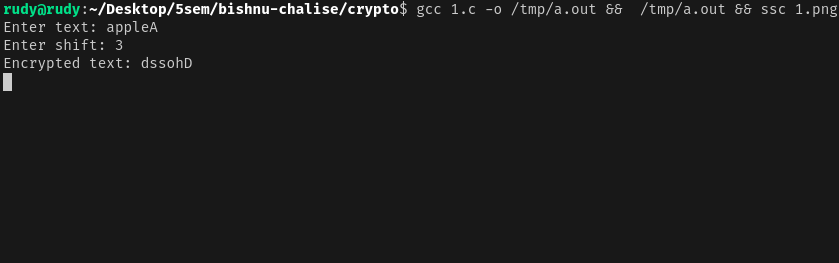 rudy@rudy:~/Desktop/5sem/bishnu-chalise/crypto$ gcc 1.c -o /tmp/a.out &&  /tmp/a.out && ssc 1.png
Enter text: appleA
Enter shift: 3
Encrypted text: dssohD